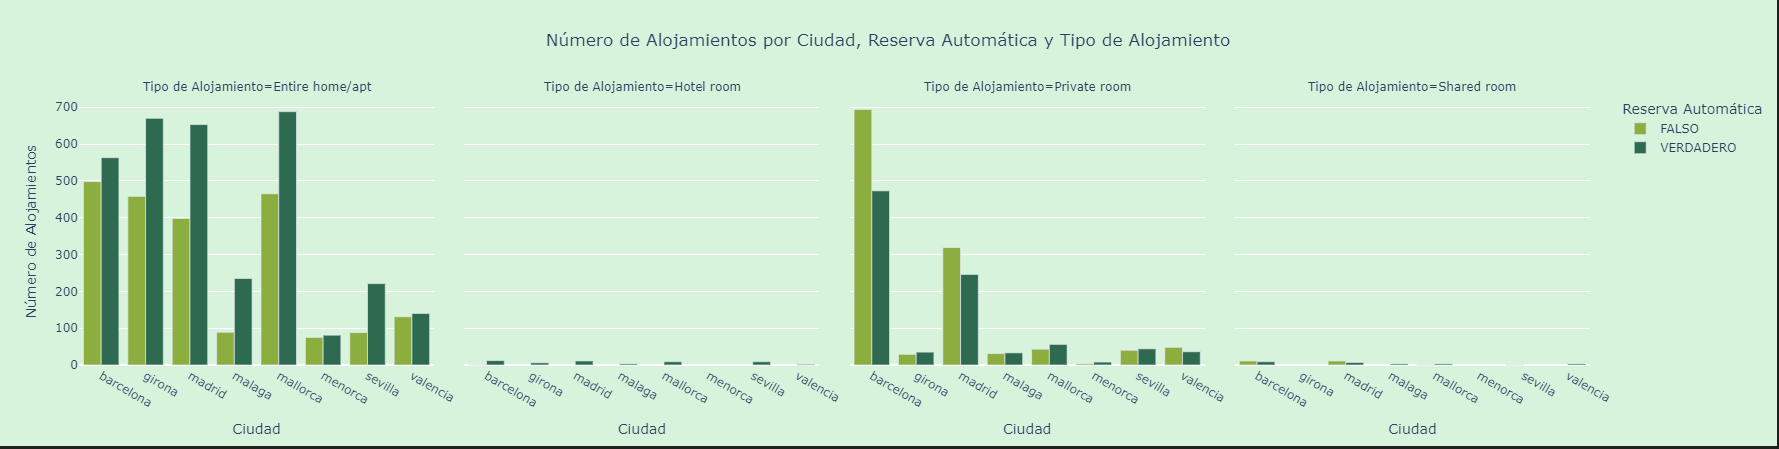 Número de Alojamientos por Ciudad, Reserva Automática y Tipo de Alojamiento
Tipo de Alojamiento=Entire home/apt
Tipo de Alojamiento=Hotel room
Tipo de Alojamiento=Private room
Tipo de Alojamiento=Shared room
Reserva Automática
FALSO
VERDADERO
Número de Alojamientos
700
600
500
400
300
200
100
0
barcelona
girona
madrid
malaga
mallorca
menorca
sevilla
valencia
barcelona
girona
madrid
malaga
mallorca
menorca
sevilla
valencia
barcelona
girona
madrid
malaga
mallorca
menorca
sevilla
valencia
barcelona
girona
madrid
malaga
mallorca
menorca
sevilla
valencia
Ciudad
Ciudad
Ciudad
Ciudad